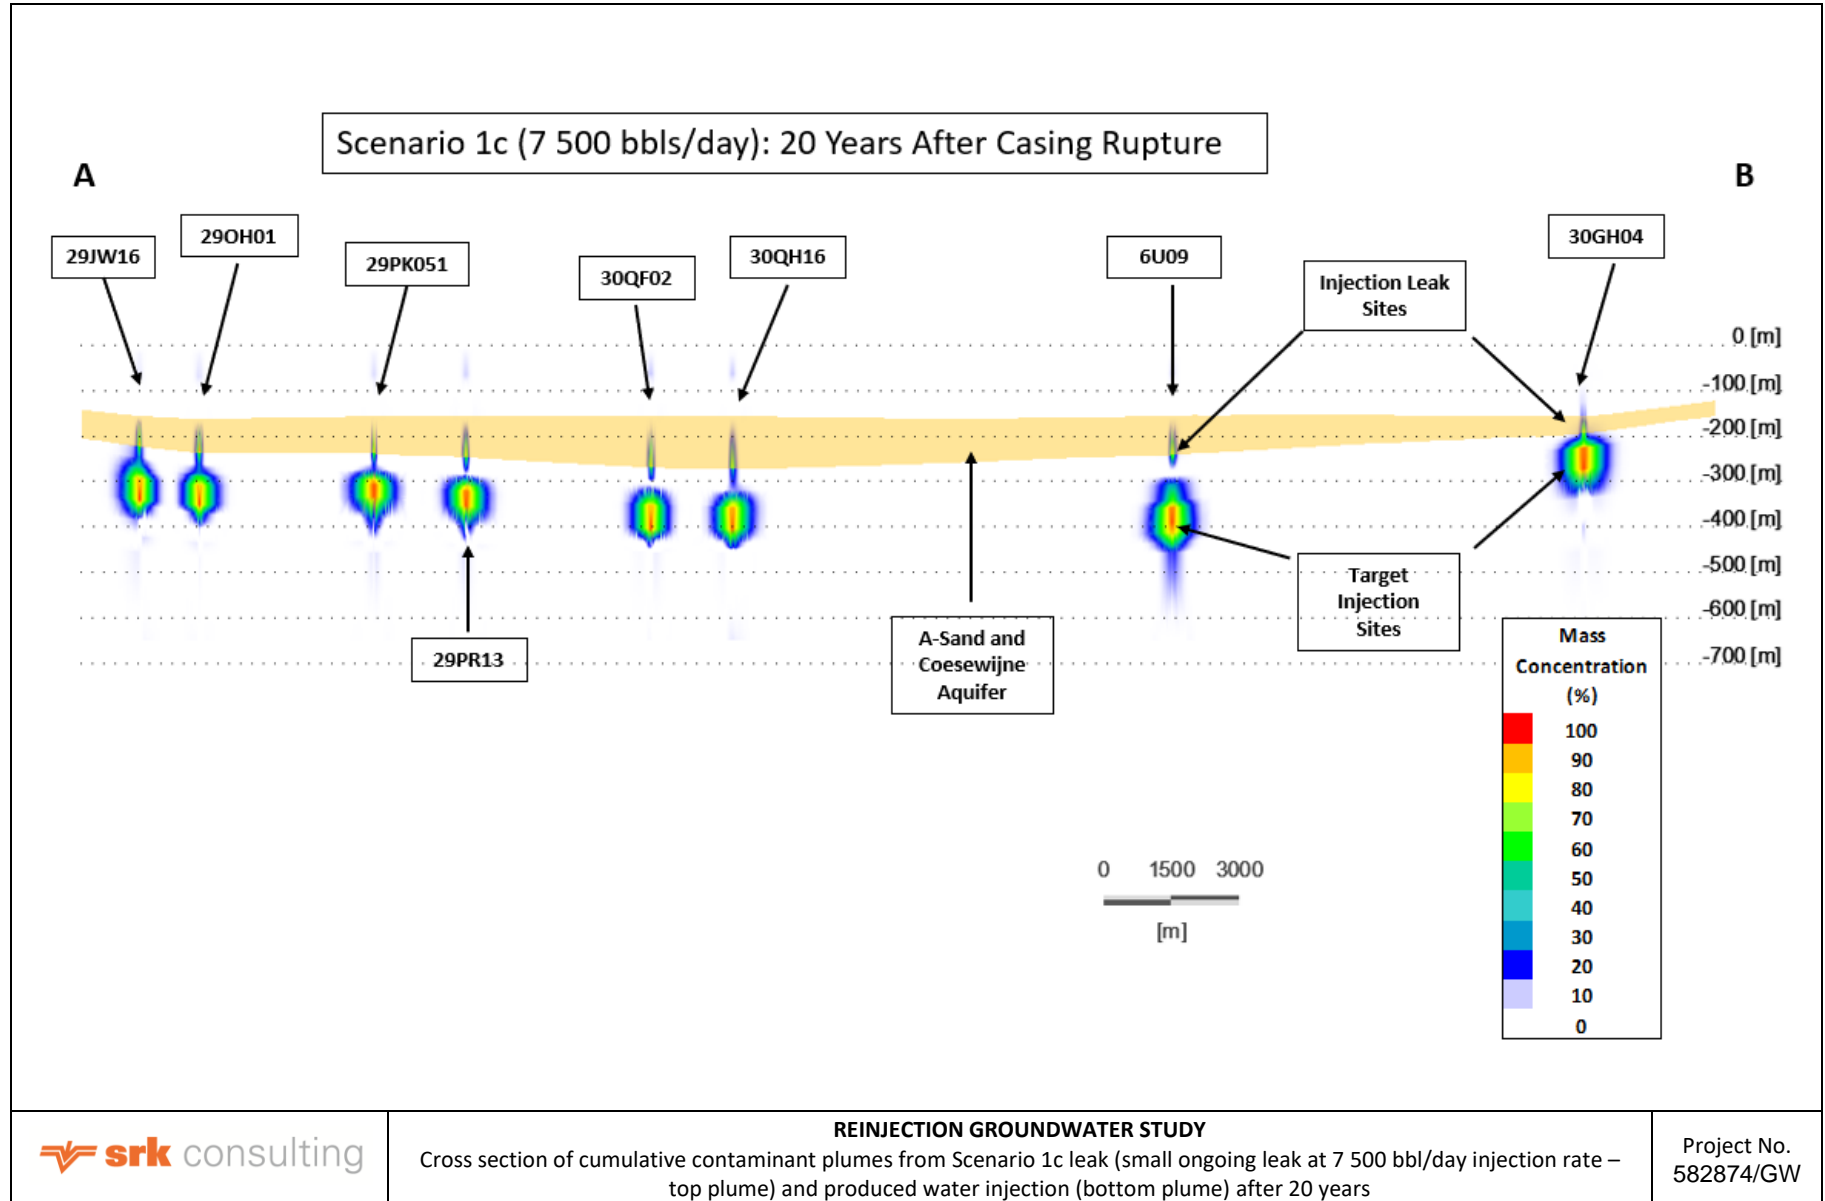 Scenario 1c (7 500 bbls/day): 20 Years After Casing Rupture
A
B
29JW16
29OH01
29PK051
30QF02
30QH16
6U09
30GH04
Injection Leak
Sites
0 [m]
-100 [m]
-200 [m]
-300 [m]
-400 [m]
-500 [m]
-600 [m]
-700 [m]
29PR13
A-Sand and
Coesewijne
Aquifer
Target
Injection
Sites
Mass
Concentration
(%)
100
90
80
70
60
50
40
30
20
10
0
0 1500 3000
[m]
srk consulting
REINJECTION GROUNDWATER STUDY
Cross section of cumulative contaminant plumes from Scenario 1c leak (small ongoing leak at 7 500 bbl/day injection rate –
top plume) and produced water injection (bottom plume) after 20 years
Project No.
582874/GW